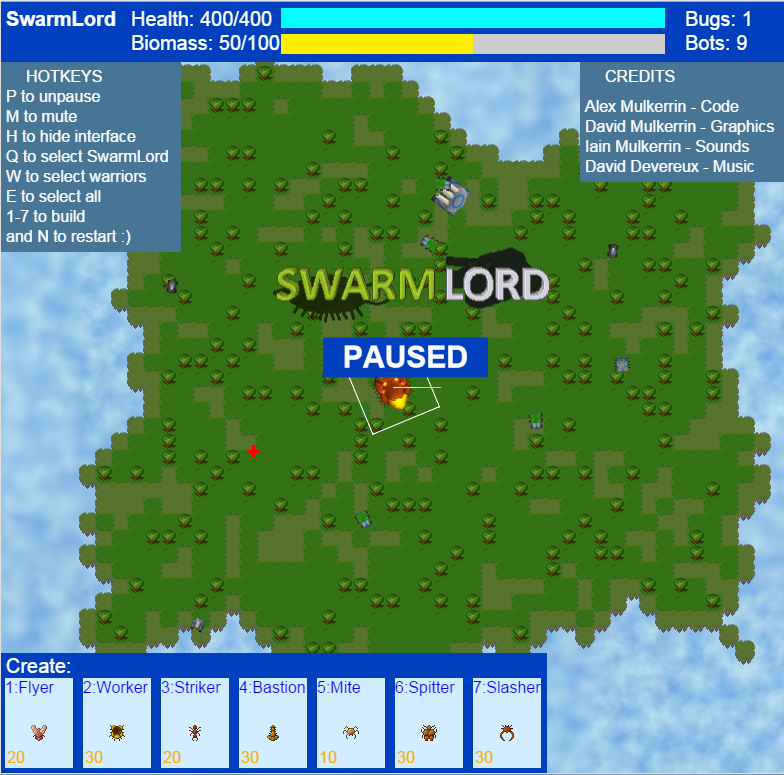 SwarmLord Health: 400/400 Bugs: 1
Biomass: 50/100 Bots: 9
HOTKEYS
P to unpause
M to mute
H to hide interface
Q to select SwarmLord
W to select warriors
E to select all
1-7 to build
and N to restart :)
CREDITS
Alex Mulkerrin - Code
David Mulkerrin - Graphics
Iain Mulkerrin - Sounds
David Devereux - Music
SWARM LORD
PAUSED
Create:
1:Flyer 2:Worker 3:Striker 4:Bastion 5:Mite 6:Spitter 7:Slasher
20 30 20 30 10 30 30